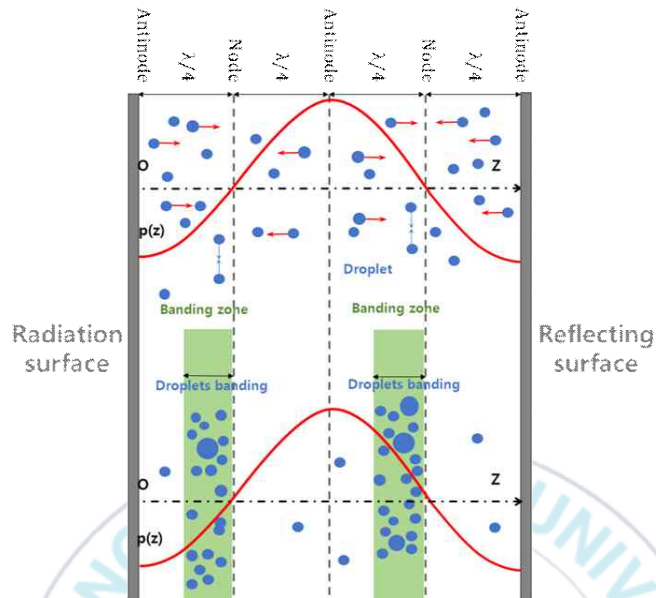 Antinode
λ/4
Node
λ/4
Antinode
λ/4
Node
λ/4
Antinode
O
Z
p(z)
Droplet
Banding zone
Banding zone
Radiation
surface
Reflecting
surface
Droplets banding
Droplets banding
O
Z
p(z)
UNIV